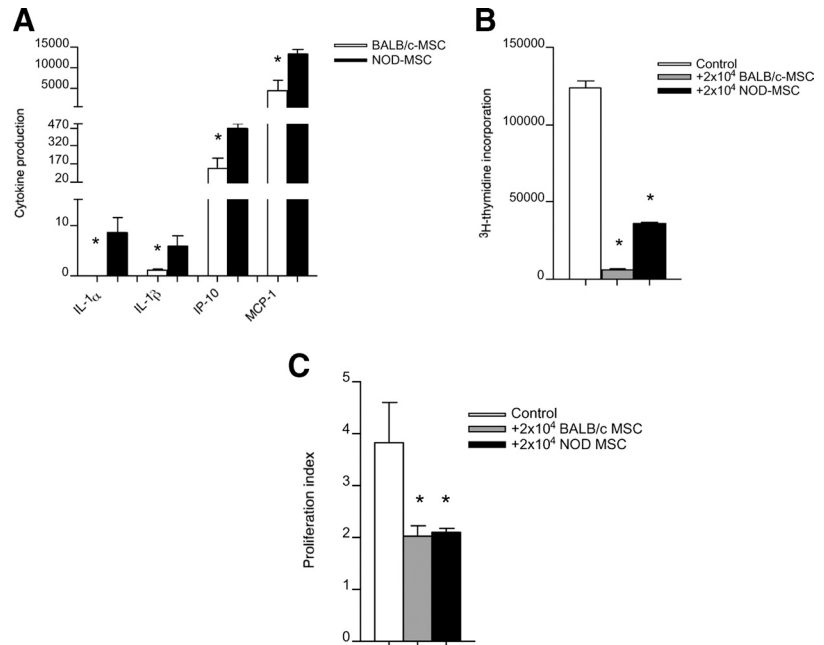 A
Cytokine production
15000
10000
5000
470
320
170
20
10
0
IL-1α
IL-1β
IP-10
MCP-1
*
*
*
*
BALB/c-MSC
NOD-MSC
B
³H-thymidine incorporation
150000
100000
50000
0
*
*
Control
+2x10⁴ BALB/c-MSC
+2x10⁴ NOD-MSC
C
Proliferation index
5
4
3
2
1
0
*
*
Control
+2x10⁴ BALB/c MSC
+2x10⁴ NOD MSC